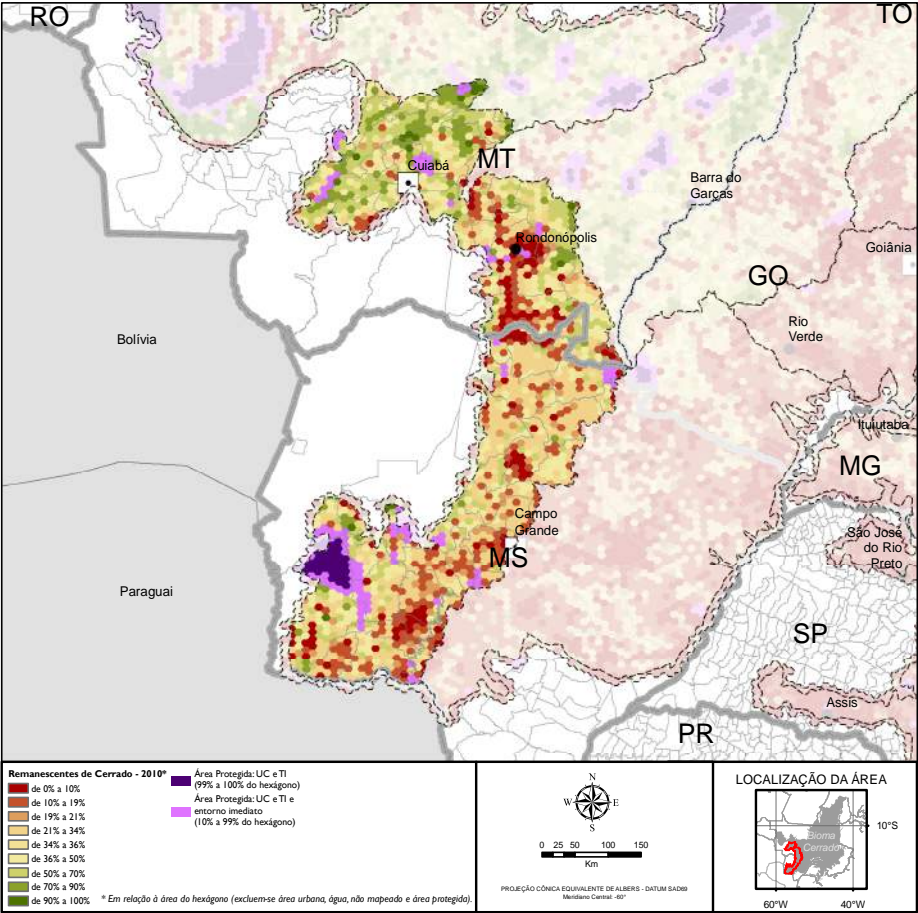 RO
TO
Cuiabá
MT
Barra do
Garças
Rondonópolis
Goiânia
GO
Bolívia
Rio
Verde
Ituiutaba
MG
Campo
Grande
MS
São José
do Rio
Preto
Paraguai
SP
Assis
PR
Remanescentes de Cerrado - 2010*
de 0% a 10%
de 10% a 19%
de 19% a 21%
de 21% a 34%
de 34% a 36%
de 36% a 50%
de 50% a 70%
de 70% a 90%
de 90% a 100%
Área Protegida: UC e TI
(99% a 100% do hexágono)
Área Protegida: UC e TI e
entorno imediato
(10% a 99% do hexágono)
* Em relação à área do hexágono (excluem-se área urbana, água, não mapeado e área protegida).
N
W E
S
0 25 50 100 150
Km
PROJEÇÃO CÔNICA EQUIVALENTE DE ALBERS - DATUM SAD69
Meridiano Central: -60°
LOCALIZAÇÃO DA ÁREA
Bioma
Cerrado
10°S
60°W 40°W